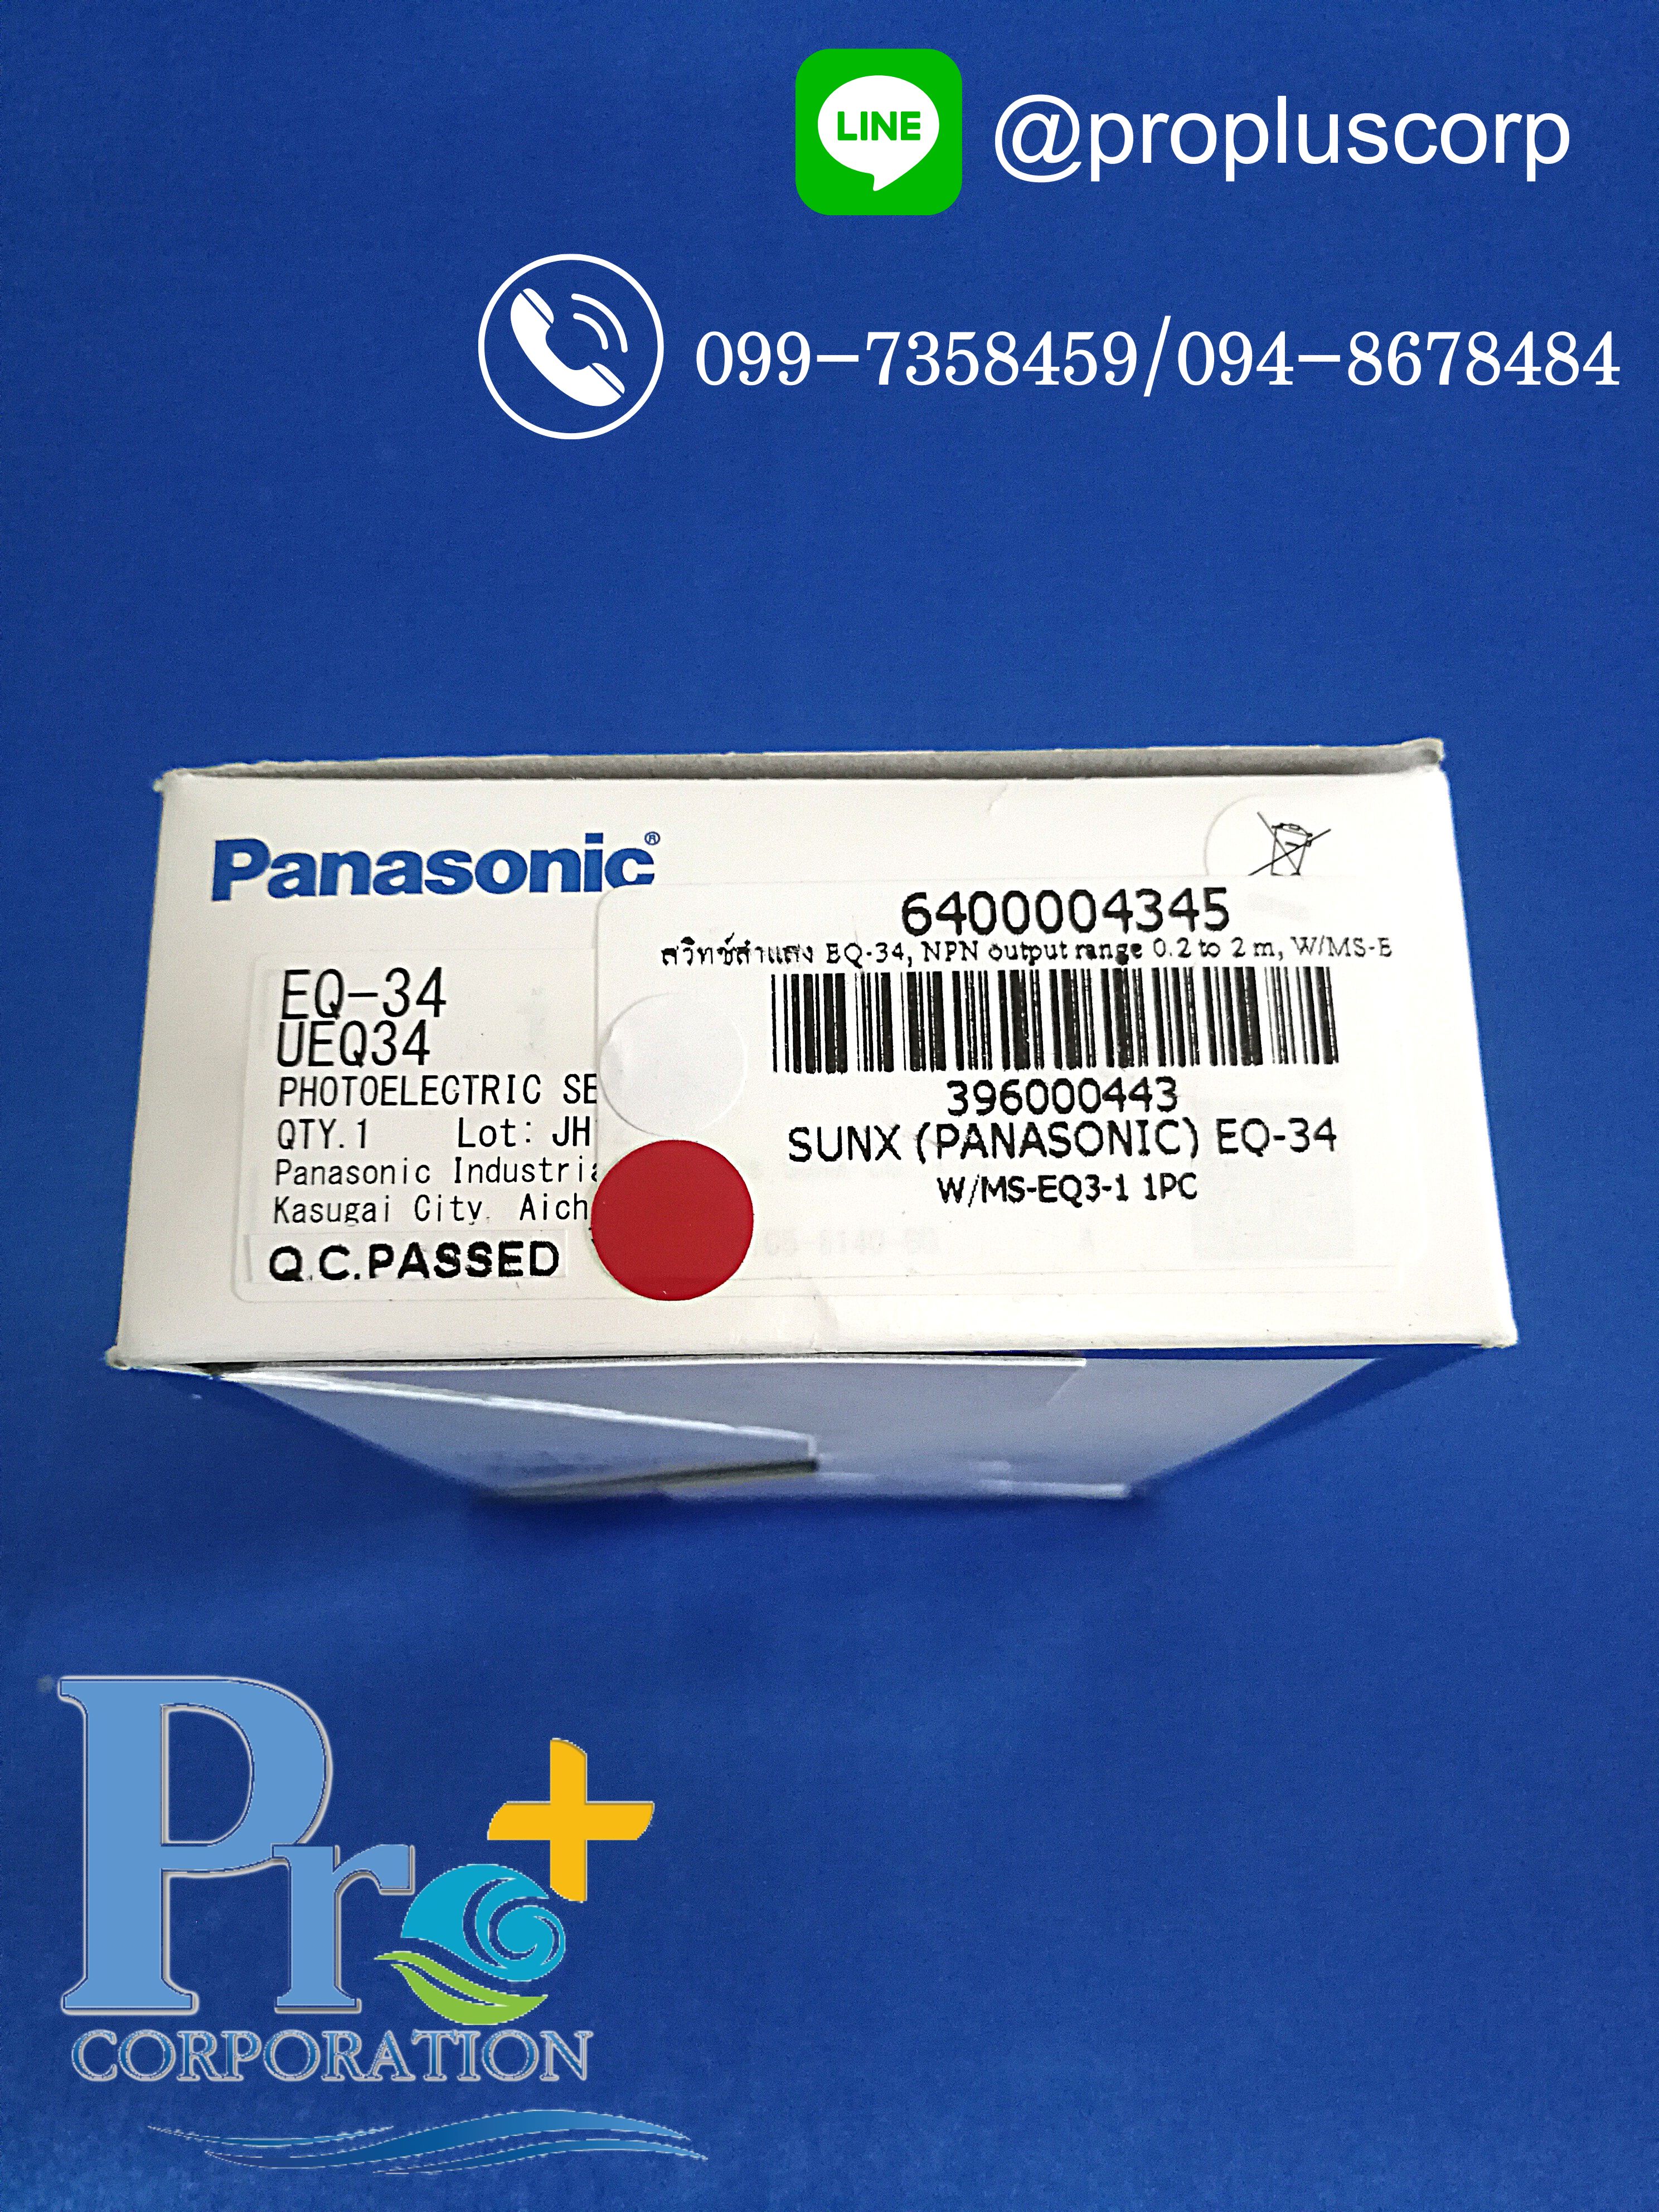 LINE @propluscorp
099-7358459/094-8678484
Panasonic®
EQ-34
UEQ34
PHOTOELECTRIC SE
QTY.1 Lot: JH
Panasonic Industria
Kasugai City, Aich
Q.C.PASSED
6400004345
สวิทช์ลำแสง EQ-34, NPN output range 0.2 to 2 m, W/MS-E
396000443
SUNX (PANASONIC) EQ-34
W/MS-EQ3-1 1PC
Pro+
CORPORATION